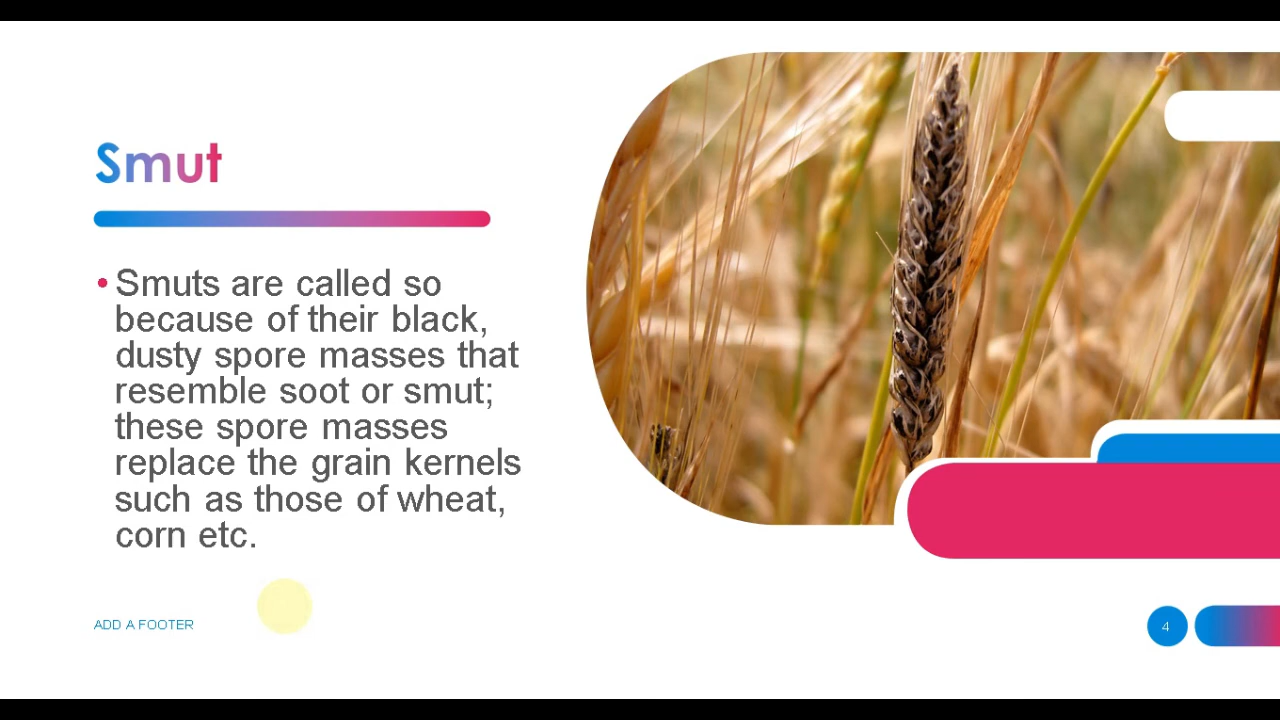 Smut
• Smuts are called so
because of their black,
dusty spore masses that
resemble soot or smut;
these spore masses
replace the grain kernels
such as those of wheat,
corn etc.
ADD A FOOTER
4